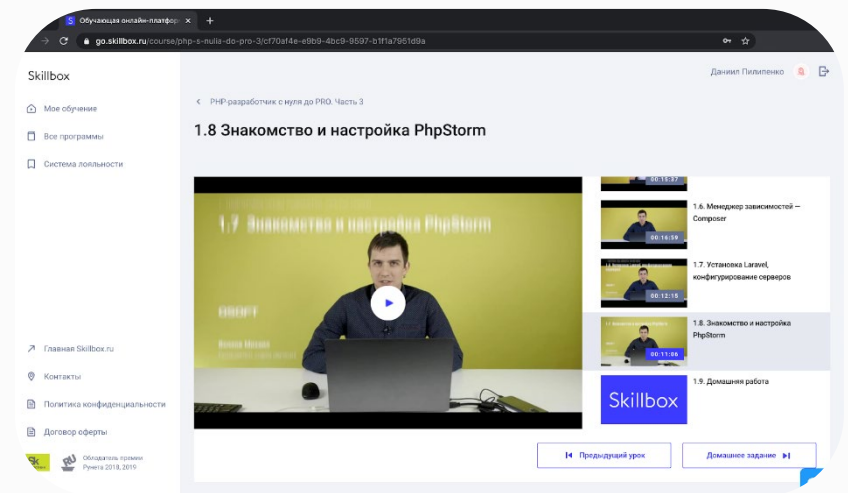 Обучающая онлайн-платфор
go.skillbox.ru/course/php-s-nulia-do-pro-3/cf70af4e-e9b9-4bc9-9597-b1f1a7961d9a
Skillbox
Даниил Пилипенко
Мое обучение
Все программы
Система лояльности
PHP-разработчик с нуля до PRO. Часть 3
1.8 Знакомство и настройка PhpStorm
1.7 Знакомство и настройка PhpStorm
00:15:37
1.6. Менеджер зависимостей —
Composer
00:16:59
1.7. Установка Laravel,
конфигурирование серверов
00:12:15
1.8. Знакомство и настройка
PhpStorm
00:11:06
1.9. Домашняя работа
Skillbox
Главная Skillbox.ru
Контакты
Политика конфиденциальности
Договор оферты
Sk
Обладатель премии
Рунета 2018, 2019
Предыдущий урок
Домашнее задание